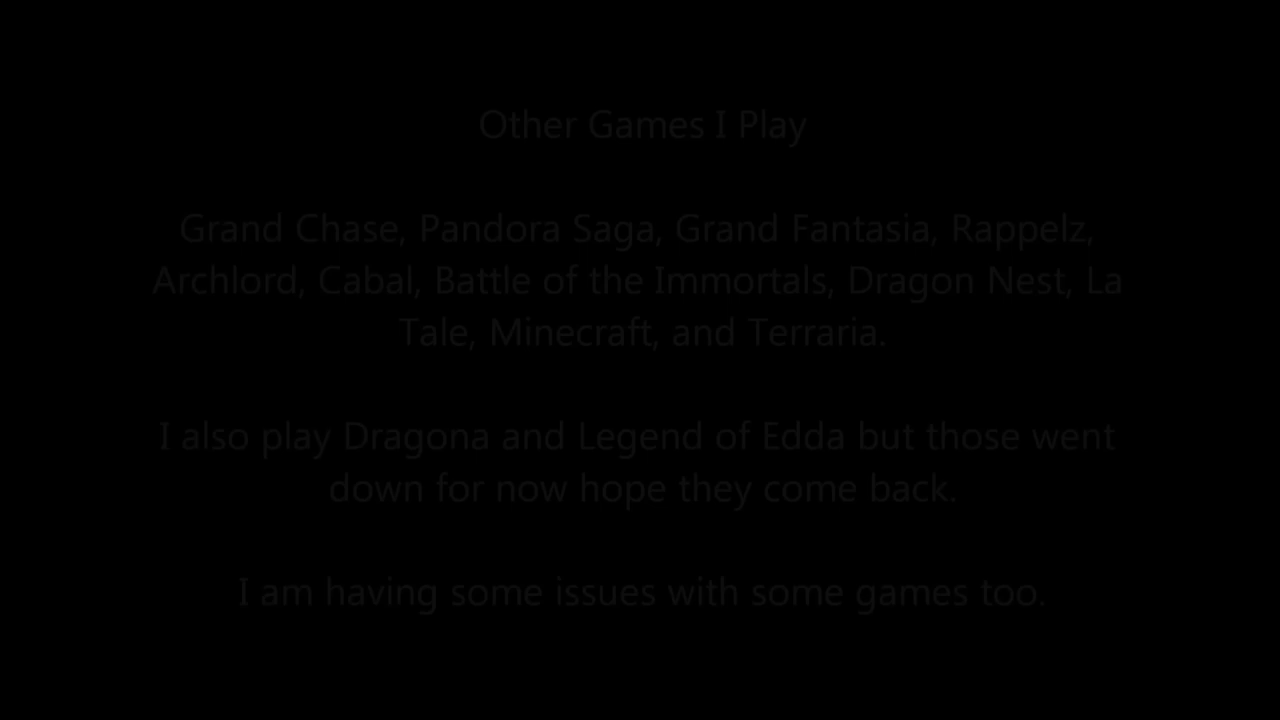 Other Games I Play
Grand Chase, Pandora Saga, Grand Fantasia, Rappelz,
Archlord, Cabal, Battle of the Immortals, Dragon Nest, La
Tale, Minecraft, and Terraria.
I also play Dragona and Legend of Edda but those went
down for now hope they come back.
I am having some issues with some games too.